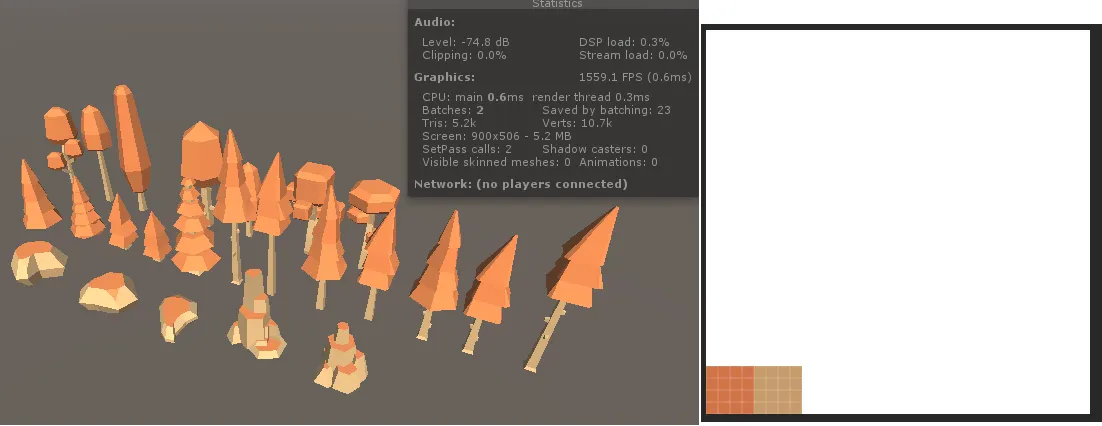 Statistics
Audio:
Level: -74.8 dB DSP load: 0.3%
Clipping: 0.0% Stream load: 0.0%
Graphics: 1559.1 FPS (0.6ms)
CPU: main 0.6ms render thread 0.3ms
Batches: 2 Saved by batching: 23
Tris: 5.2k Verts: 10.7k
Screen: 900x506 - 5.2 MB
SetPass calls: 2 Shadow casters: 0
Visible skinned meshes: 0 Animations: 0
Network: (no players connected)